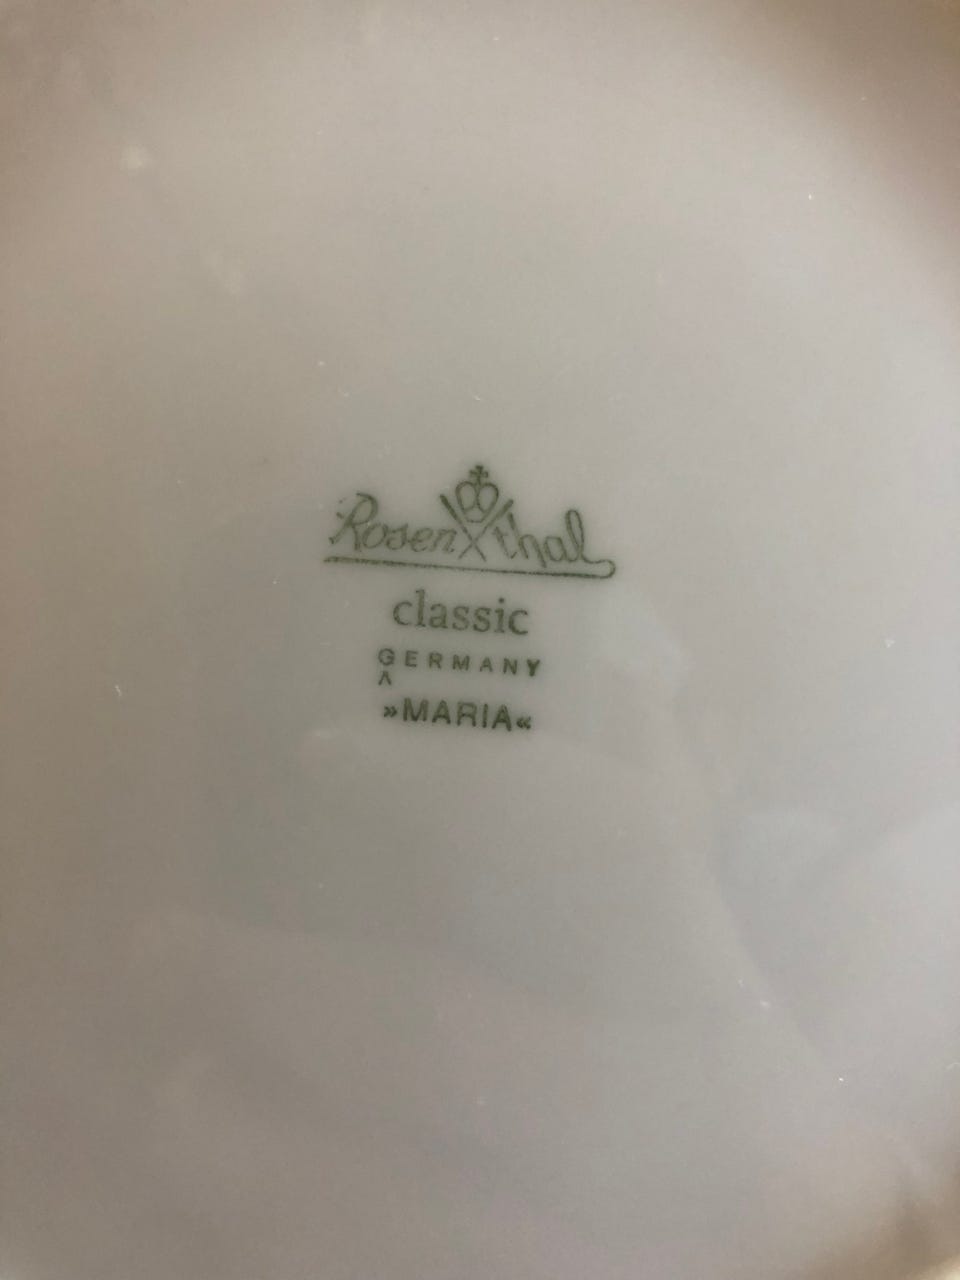 Rosenthal
classic
GERMANY
Λ
»MARIA«